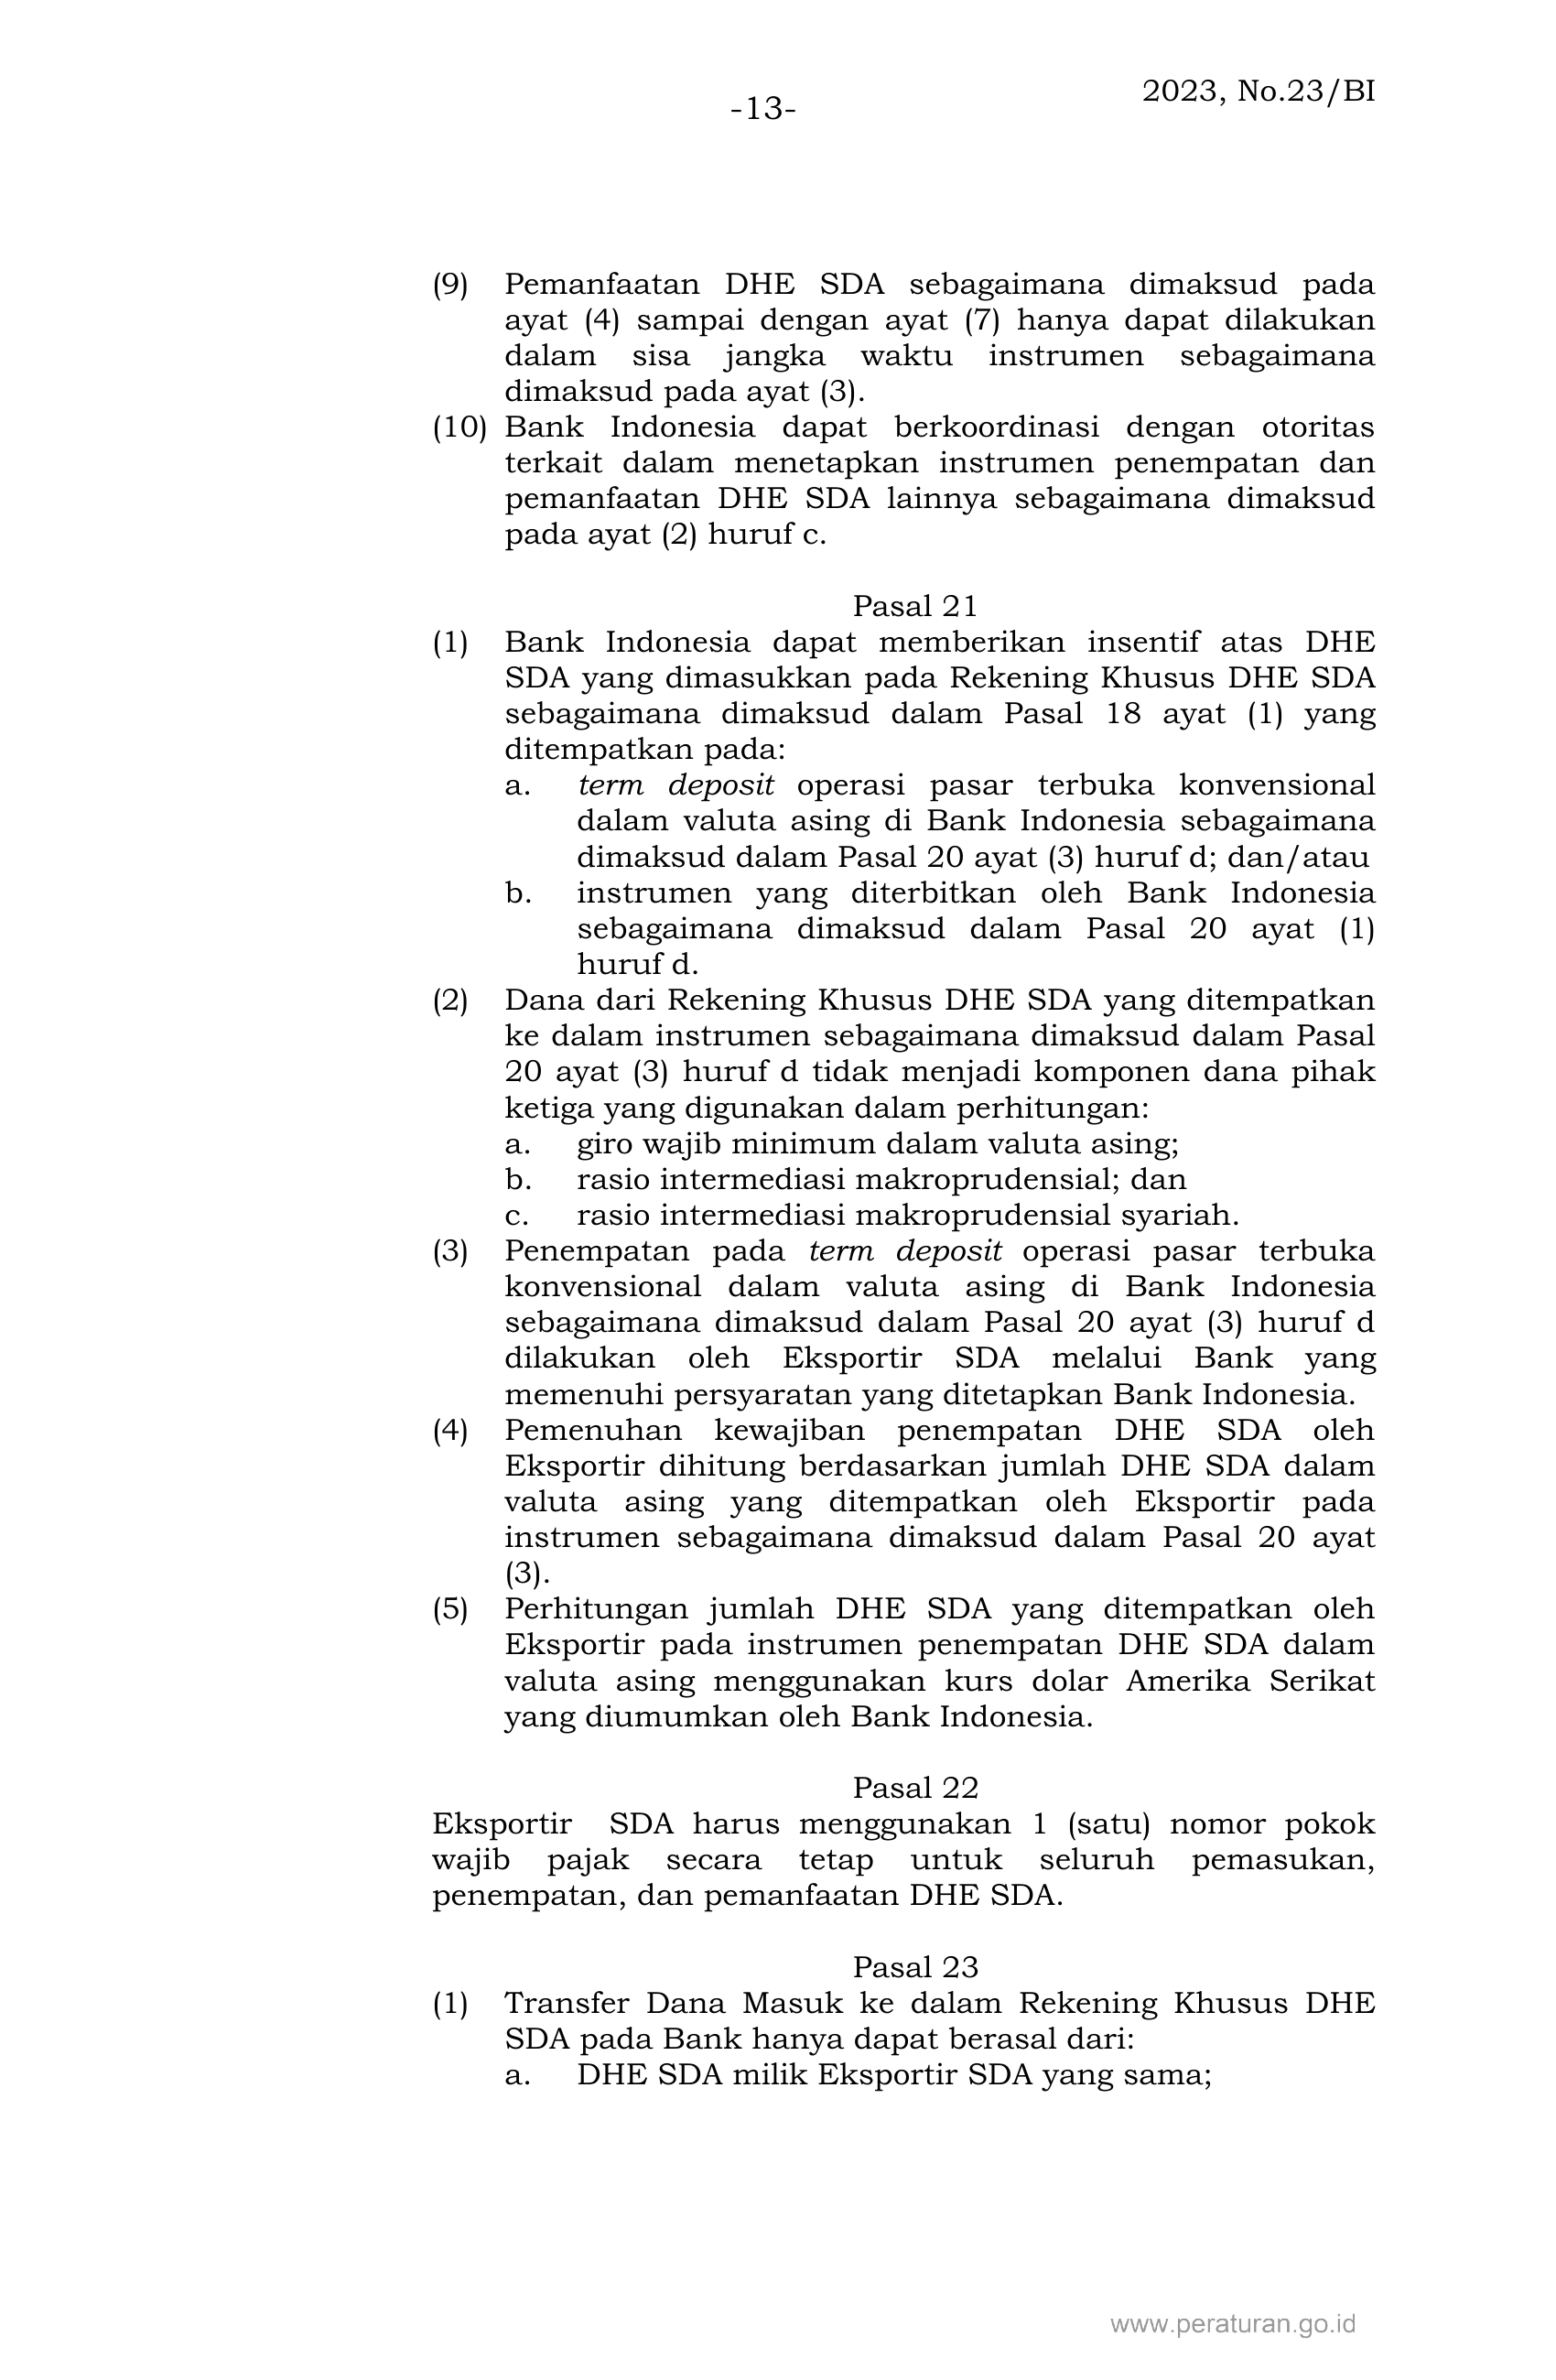 2023, No.23/BI
-13-
(9) Pemanfaatan DHE SDA sebagaimana dimaksud pada
ayat (4) sampai dengan ayat (7) hanya dapat dilakukan
dalam sisa jangka waktu instrumen sebagaimana
dimaksud pada ayat (3).
(10) Bank Indonesia dapat berkoordinasi dengan otoritas
terkait dalam menetapkan instrumen penempatan dan
pemanfaatan DHE SDA lainnya sebagaimana dimaksud
pada ayat (2) huruf c.
Pasal 21
(1) Bank Indonesia dapat memberikan insentif atas DHE
SDA yang dimasukkan pada Rekening Khusus DHE SDA
sebagaimana dimaksud dalam Pasal 18 ayat (1) yang
ditempatkan pada:
a. term deposit operasi pasar terbuka konvensional
dalam valuta asing di Bank Indonesia sebagaimana
dimaksud dalam Pasal 20 ayat (3) huruf d; dan/atau
b. instrumen yang diterbitkan oleh Bank Indonesia
sebagaimana dimaksud dalam Pasal 20 ayat (1)
huruf d.
(2) Dana dari Rekening Khusus DHE SDA yang ditempatkan
ke dalam instrumen sebagaimana dimaksud dalam Pasal
20 ayat (3) huruf d tidak menjadi komponen dana pihak
ketiga yang digunakan dalam perhitungan:
a. giro wajib minimum dalam valuta asing;
b. rasio intermediasi makroprudensial; dan
c. rasio intermediasi makroprudensial syariah.
(3) Penempatan pada term deposit operasi pasar terbuka
konvensional dalam valuta asing di Bank Indonesia
sebagaimana dimaksud dalam Pasal 20 ayat (3) huruf d
dilakukan oleh Eksportir SDA melalui Bank yang
memenuhi persyaratan yang ditetapkan Bank Indonesia.
(4) Pemenuhan kewajiban penempatan DHE SDA oleh
Eksportir dihitung berdasarkan jumlah DHE SDA dalam
valuta asing yang ditempatkan oleh Eksportir pada
instrumen sebagaimana dimaksud dalam Pasal 20 ayat
(3).
(5) Perhitungan jumlah DHE SDA yang ditempatkan oleh
Eksportir pada instrumen penempatan DHE SDA dalam
valuta asing menggunakan kurs dolar Amerika Serikat
yang diumumkan oleh Bank Indonesia.
Pasal 22
Eksportir SDA harus menggunakan 1 (satu) nomor pokok
wajib pajak secara tetap untuk seluruh pemasukan,
penempatan, dan pemanfaatan DHE SDA.
Pasal 23
(1) Transfer Dana Masuk ke dalam Rekening Khusus DHE
SDA pada Bank hanya dapat berasal dari:
a. DHE SDA milik Eksportir SDA yang sama;
www.peraturan.go.id